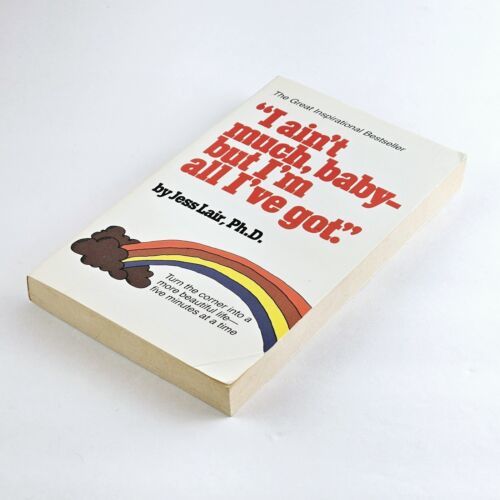 The Great Inspirational Bestseller
"I ain't
much, baby-
but I'm
all I've got."
by Jess Lair, Ph.D.
Turn the corner into a
more beautiful life—
five minutes at a time